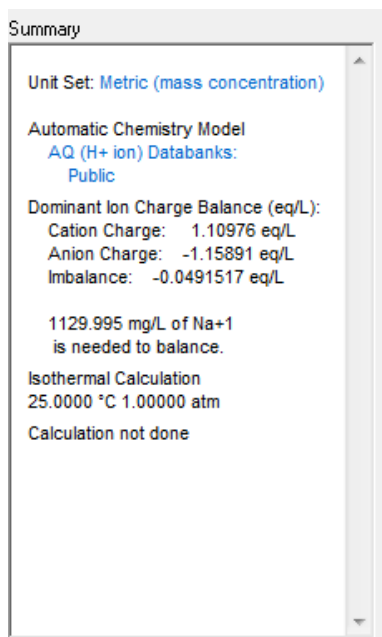 Summary
Unit Set: Metric (mass concentration)
Automatic Chemistry Model
AQ (H+ ion) Databanks:
Public
Dominant Ion Charge Balance (eq/L):
Cation Charge: 1.10976 eq/L
Anion Charge: -1.15891 eq/L
Imbalance: -0.0491517 eq/L
1129.995 mg/L of Na+1
is needed to balance.
Isothermal Calculation
25.0000 °C 1.00000 atm
Calculation not done